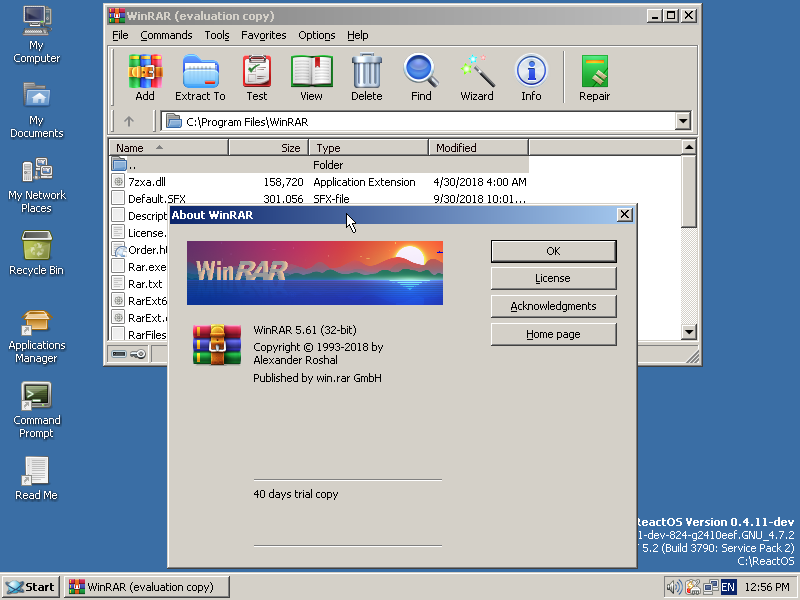 My
Computer
My
Documents
My Network
Places
Recycle Bin
Applications
Manager
Command
Prompt
Read Me
WinRAR (evaluation copy)
File Commands Tools Favorites Options Help
Add Extract To Test View Delete Find Wizard Info Repair
C:\Program Files\WinRAR
Name Size Type Modified
.. Folder
7zxa.dll 158,720 Application Extension 4/30/2018 4:00 AM
Default.SFX 301,056 SFX-file 9/30/2018 10:01...
Descript
License.
Order.ht
Rar.exe
Rar.txt
RarExt6
RarExt.
RarFiles
About WinRAR
WinRAR
OK
License
Acknowledgments
Home page
WinRAR 5.61 (32-bit)
Copyright © 1993-2018 by
Alexander Roshal
Published by win.rar GmbH
40 days trial copy
ReactOS Version 0.4.11-dev
1-dev-824-g2410eef.GNU_4.7.2
5.2 (Build 3790: Service Pack 2)
C:\ReactOS
Start WinRAR (evaluation copy) EN 12:56 PM